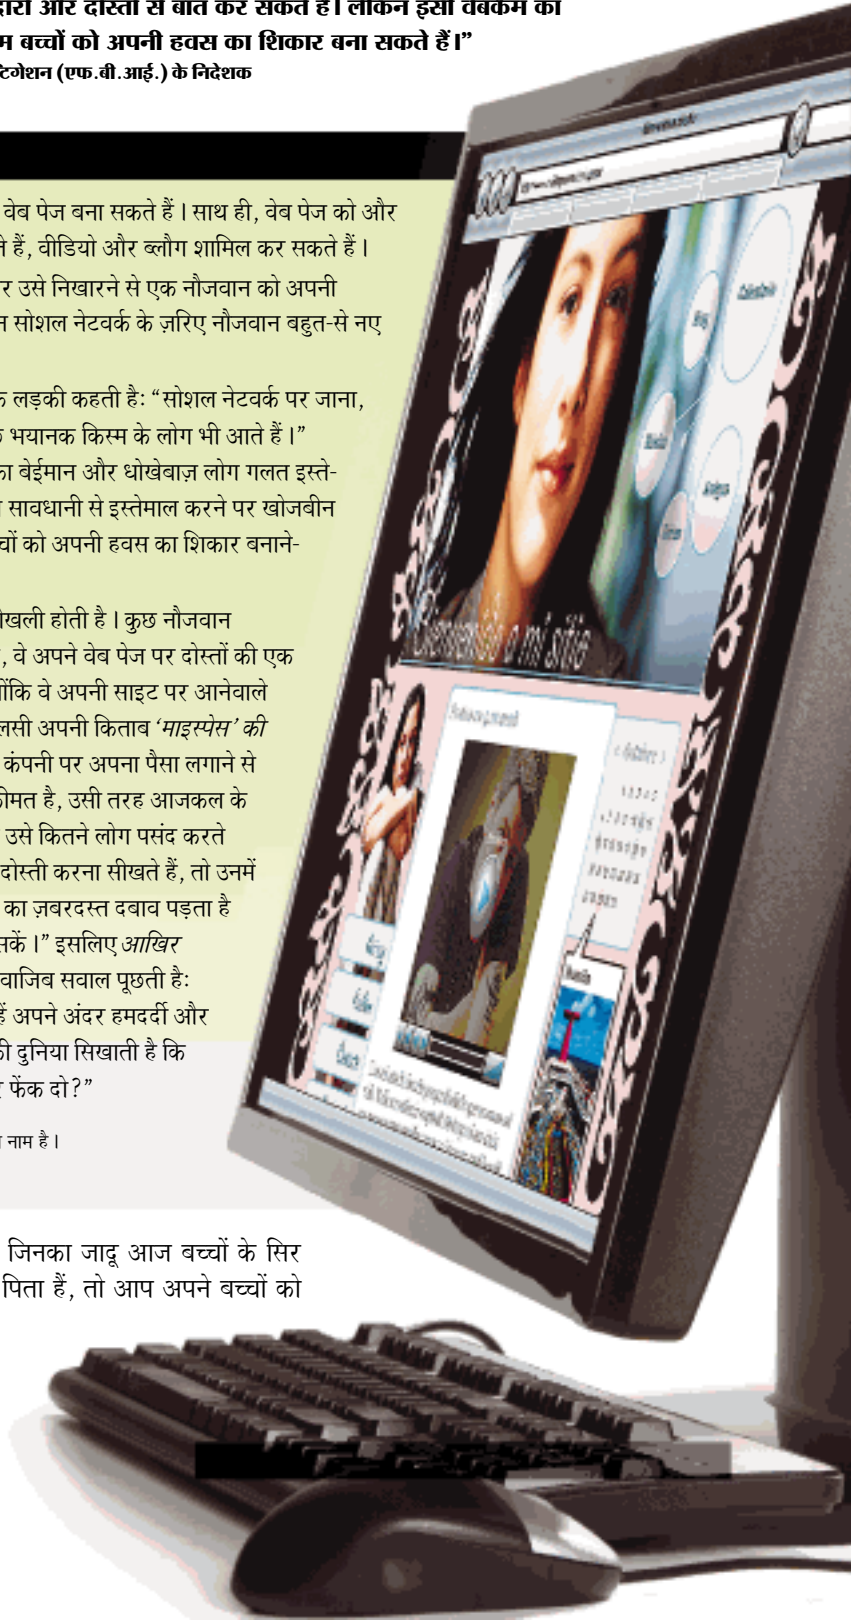 और दोस्तों से बात कर सकते हैं। लेकिन इसी वेबकैम का
बच्चों को अपनी हवस का शिकार बना सकते हैं।”
(एफ.बी.आई.) के निदेशक
वेब पेज बना सकते हैं। साथ ही, वेब पेज को और
हैं, वीडियो और ब्लौग शामिल कर सकते हैं।
उसे निखारने से एक नौजवान को अपनी
सोशल नेटवर्क के ज़रिए नौजवान बहुत-से नए
लड़की कहती है: “सोशल नेटवर्क पर जाना,
भयानक किस्म के लोग भी आते हैं।”
बेईमान और धोखेबाज़ लोग गलत इस्ते-
सावधानी से इस्तेमाल करने पर खोजबीन
को अपनी हवस का शिकार बनाने-
होती है। कुछ नौजवान
, वे अपने वेब पेज पर दोस्तों की एक
वे अपनी साइट पर आनेवाले
अपनी किताब ‘माइस्पेस’ की
कंपनी पर अपना पैसा लगाने से
है, उसी तरह आजकल के
उसे कितने लोग पसंद करते
दोस्ती करना सीखते हैं, तो उनमें
का ज़बरदस्त दबाव पड़ता है
सकें।” इसलिए आखिर
वाजिब सवाल पूछती है:
अपने अंदर हमदर्दी और
दुनिया सिखाती है कि
फेंक दो?”
नाम है।
जिनका जादू आज बच्चों के सिर
पिता हैं, तो आप अपने बच्चों को
a mi sitio